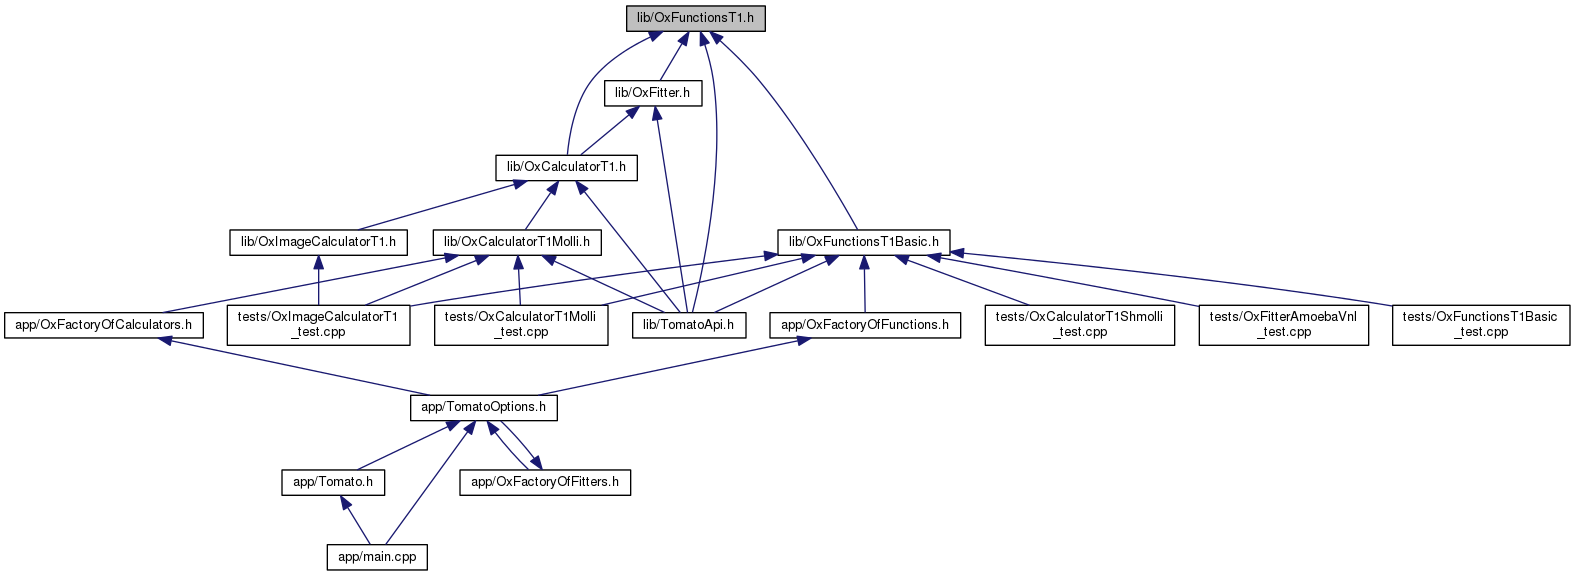 lib/OxFunctionsT1.h
lib/OxFitter.h
lib/OxCalculatorT1.h
lib/OxImageCalculatorT1.h
lib/OxCalculatorT1Molli.h
lib/OxFunctionsT1Basic.h
app/OxFactoryOfCalculators.h
tests/OxImageCalculatorT1
_test.cpp
tests/OxCalculatorT1Molli
_test.cpp
lib/TomatoApi.h
app/OxFactoryOfFunctions.h
tests/OxCalculatorT1Shmolli
_test.cpp
tests/OxFitterAmoebaVnl
_test.cpp
tests/OxFunctionsT1Basic
_test.cpp
app/TomatoOptions.h
app/Tomato.h
app/OxFactoryOfFitters.h
app/main.cpp